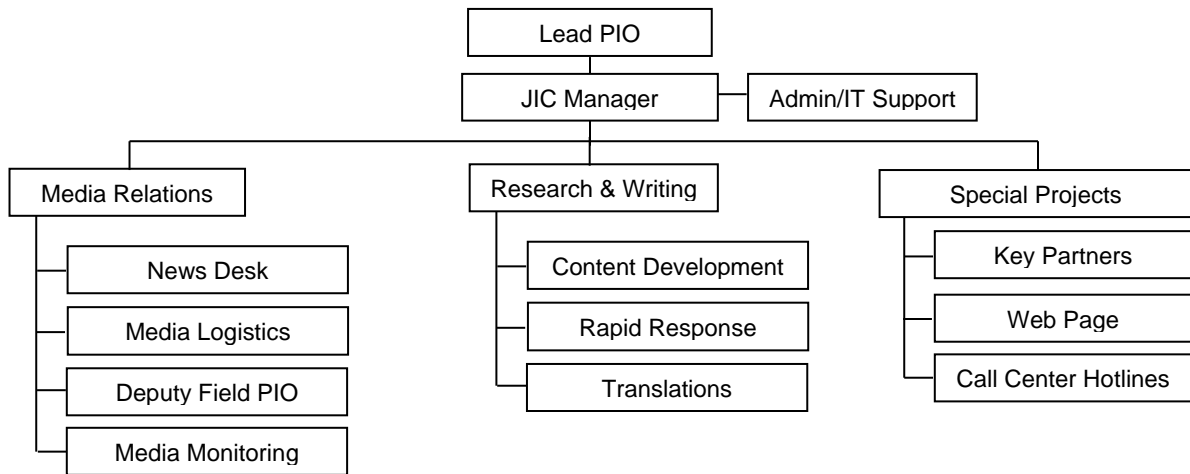 Lead PIO
JIC Manager
Admin/IT Support
Media Relations
Research & Writing
Special Projects
News Desk
Media Logistics
Deputy Field PIO
Media Monitoring
Content Development
Rapid Response
Translations
Key Partners
Web Page
Call Center Hotlines